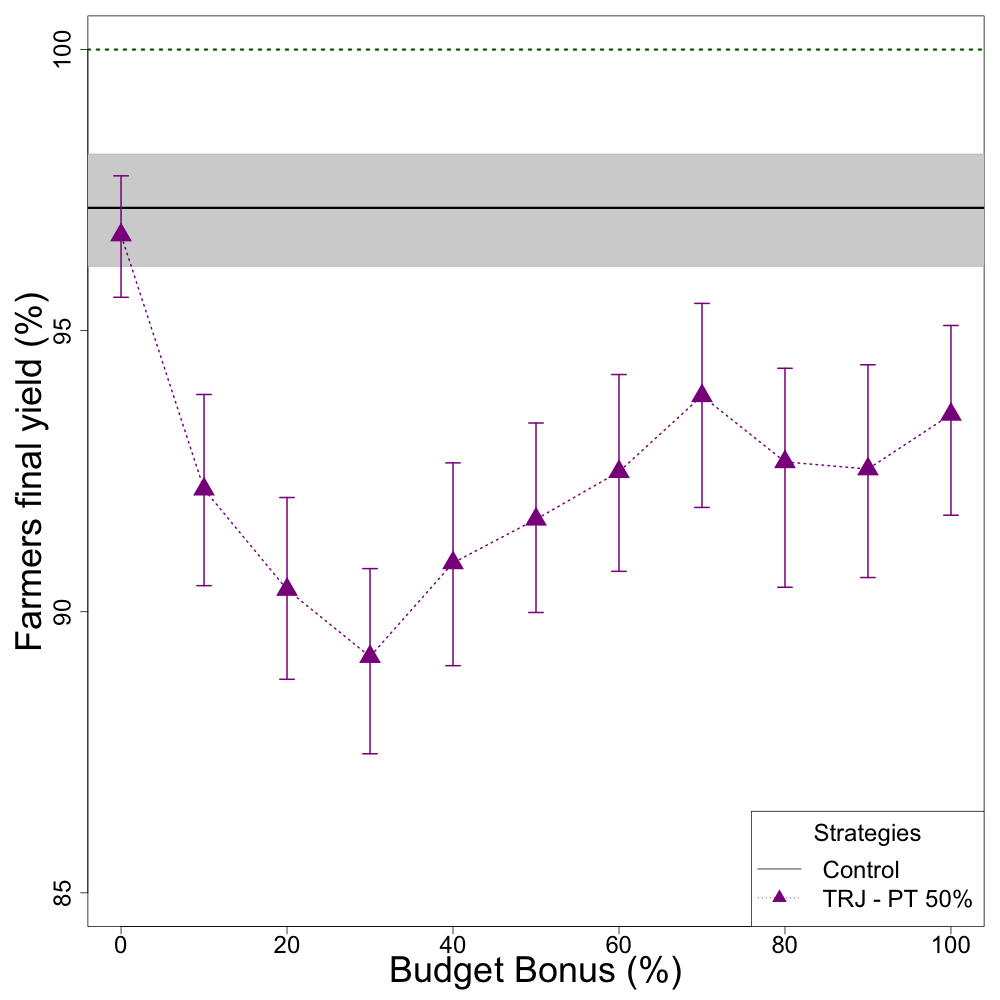 Farmers final yield (%)
100
95
90
85
0 20 40 60 80 100
Budget Bonus (%)
Strategies
Control
TRJ - PT 50%